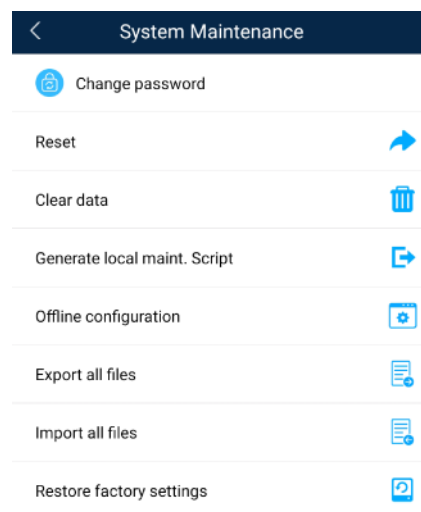 System Maintenance
Change password
Reset
Clear data
Generate local maint. Script
Offline configuration
Export all files
Import all files
Restore factory settings